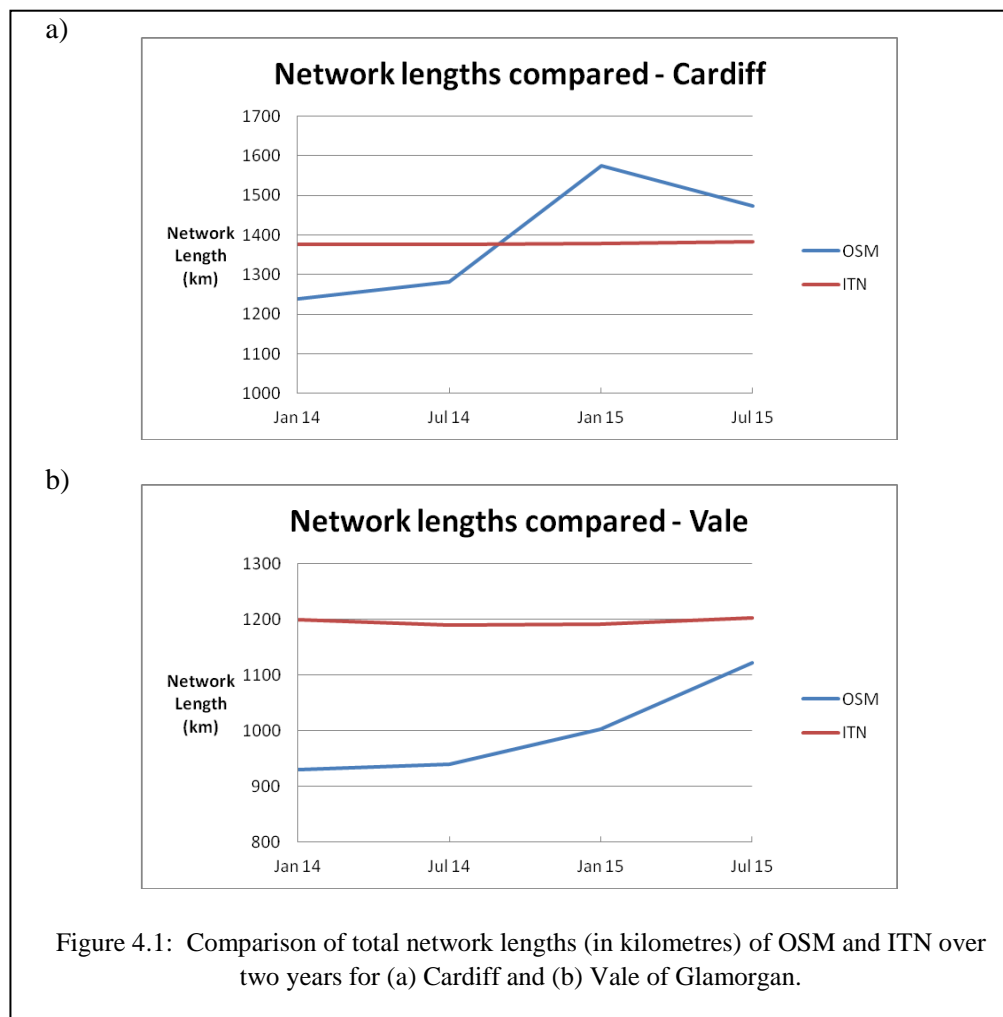 a)
Network lengths compared - Cardiff
1700
1600
1500
1400
1300
1200
1100
1000
Network
Length
(km)
OSM
ITN
Jan 14 Jul 14 Jan 15 Jul 15
b)
Network lengths compared - Vale
1300
1200
1100
1000
900
800
Network
Length
(km)
OSM
ITN
Jan 14 Jul 14 Jan 15 Jul 15
Figure 4.1: Comparison of total network lengths (in kilometres) of OSM and ITN over
two years for (a) Cardiff and (b) Vale of Glamorgan.